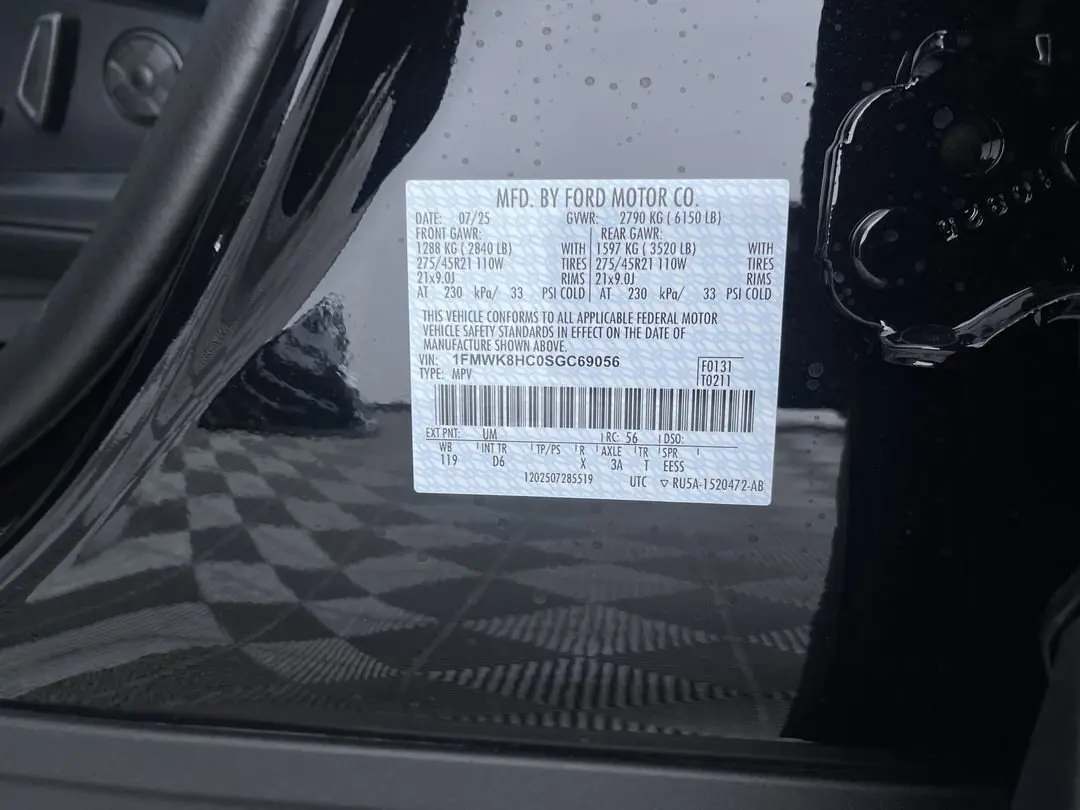 MFD. BY FORD MOTOR CO.
DATE: 07/25 GVWR: 2790 KG ( 6150 LB)
FRONT GAWR: REAR GAWR:
1288 KG ( 2840 LB) WITH 1597 KG ( 3520 LB) WITH
275/45R21 110W TIRES 275/45R21 110W TIRES
21x9.0J RIMS 21x9.0J RIMS
AT 230 kPa/ 33 PSI COLD AT 230 kPa/ 33 PSI COLD
THIS VEHICLE CONFORMS TO ALL APPLICABLE FEDERAL MOTOR
VEHICLE SAFETY STANDARDS IN EFFECT ON THE DATE OF
MANUFACTURE SHOWN ABOVE.
VIN: 1FMWK8HC0SGC69056 F0131
TYPE: MPV T0211
EXT PNT: UM RC: 56 DSO:
WB INT TR TP/PS R AXLE TR SPR
119 D6 X 3A T EESS
1202507285519 UTC ▽ RU5A-1520472-AB